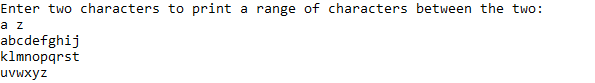 Enter two characters to print a range of characters between the two:
a z
abcdefghij
klmnopqrst
uvwxyz